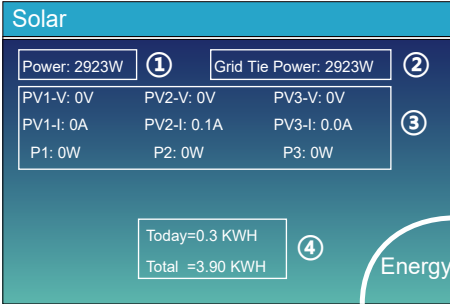 Solar
Power: 2923W ① Grid Tie Power: 2923W ②
PV1-V: 0V PV2-V: 0V PV3-V: 0V
PV1-I: 0A PV2-I: 0.1A PV3-I: 0.0A ③
P1: 0W P2: 0W P3: 0W
Today=0.3 KWH
④
Total =3.90 KWH
Energy